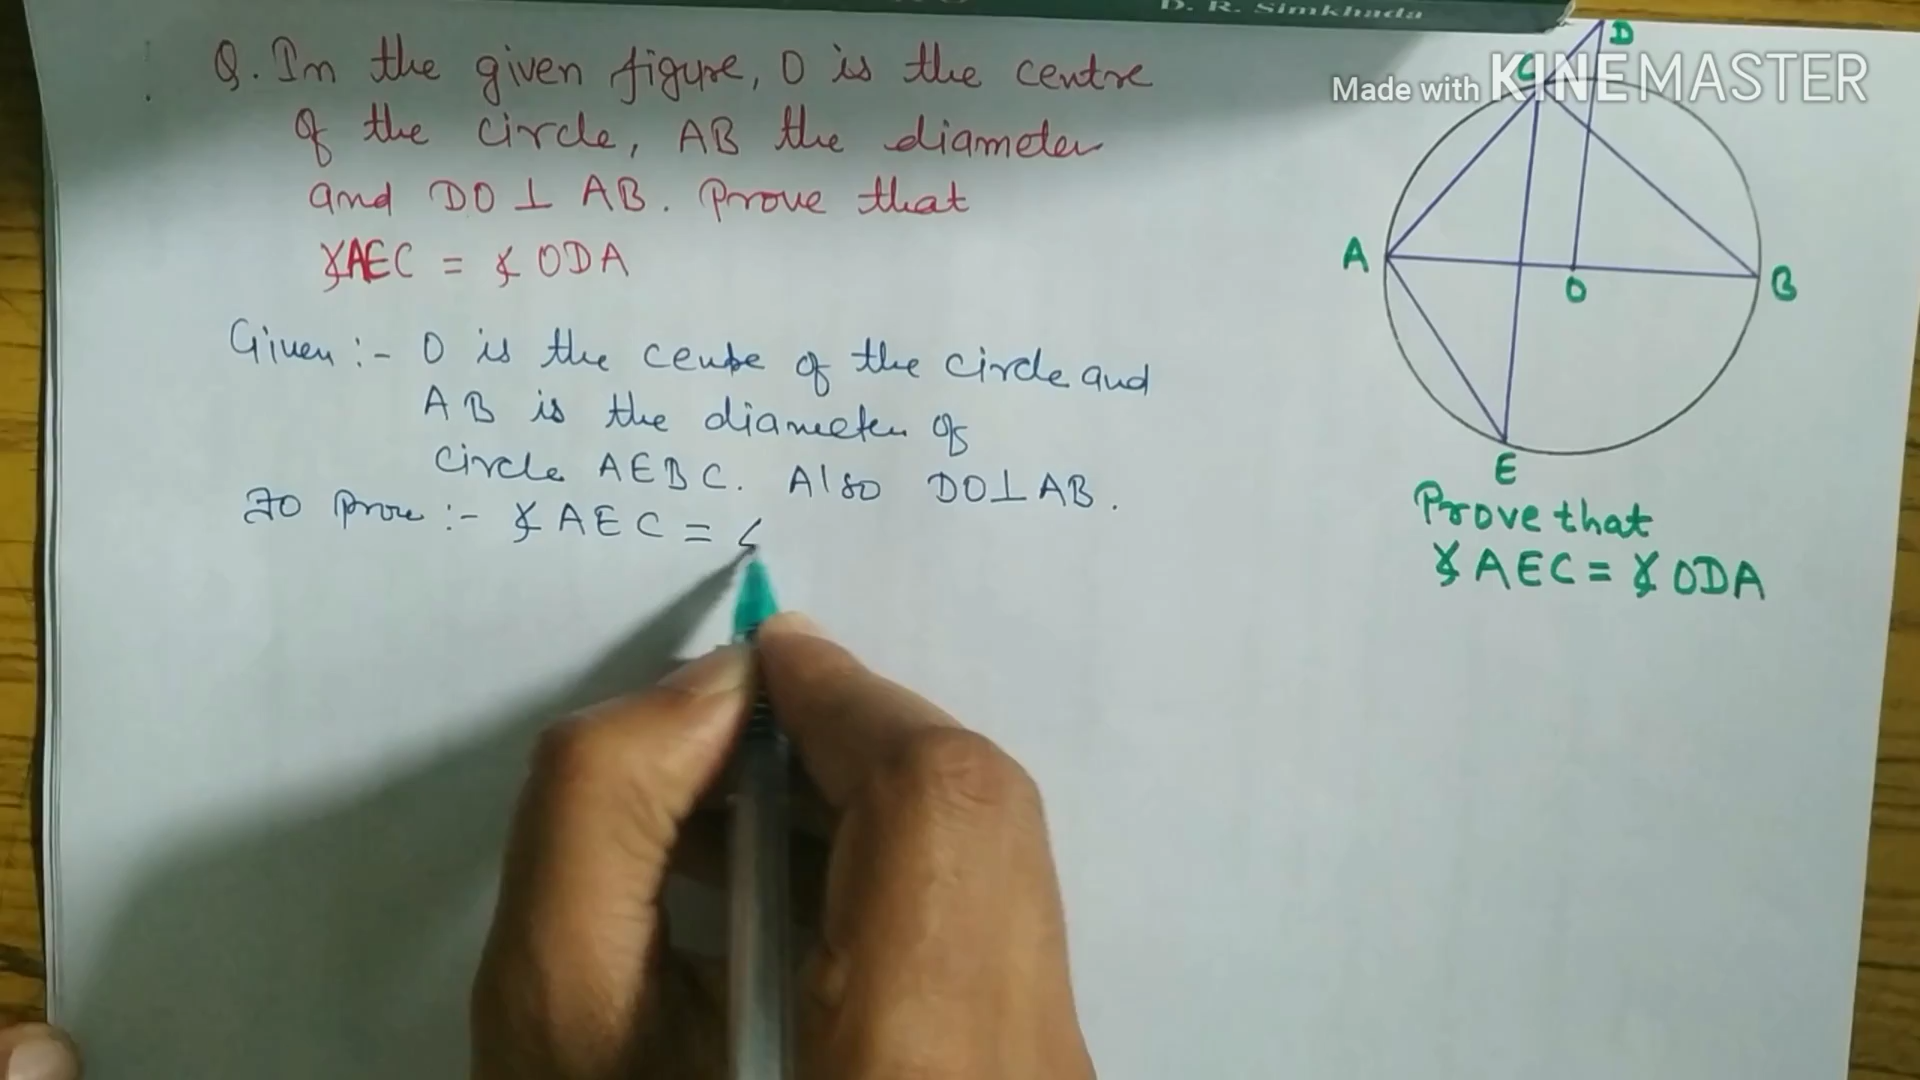 D. R. Simkhada
Q. In the given figure, O is the centre
of the circle, AB the diameter
and DO ⊥ AB. Prove that
∡AEC = ∡ ODA
Given :- O is the centre of the circle and
AB is the diameter of
circle AEBC. Also DO⊥AB.
To prove :- ∡ AEC = ∠
Made with KINEMASTER
D
C
A
O
B
E
Prove that
∡ AEC = ∡ ODA